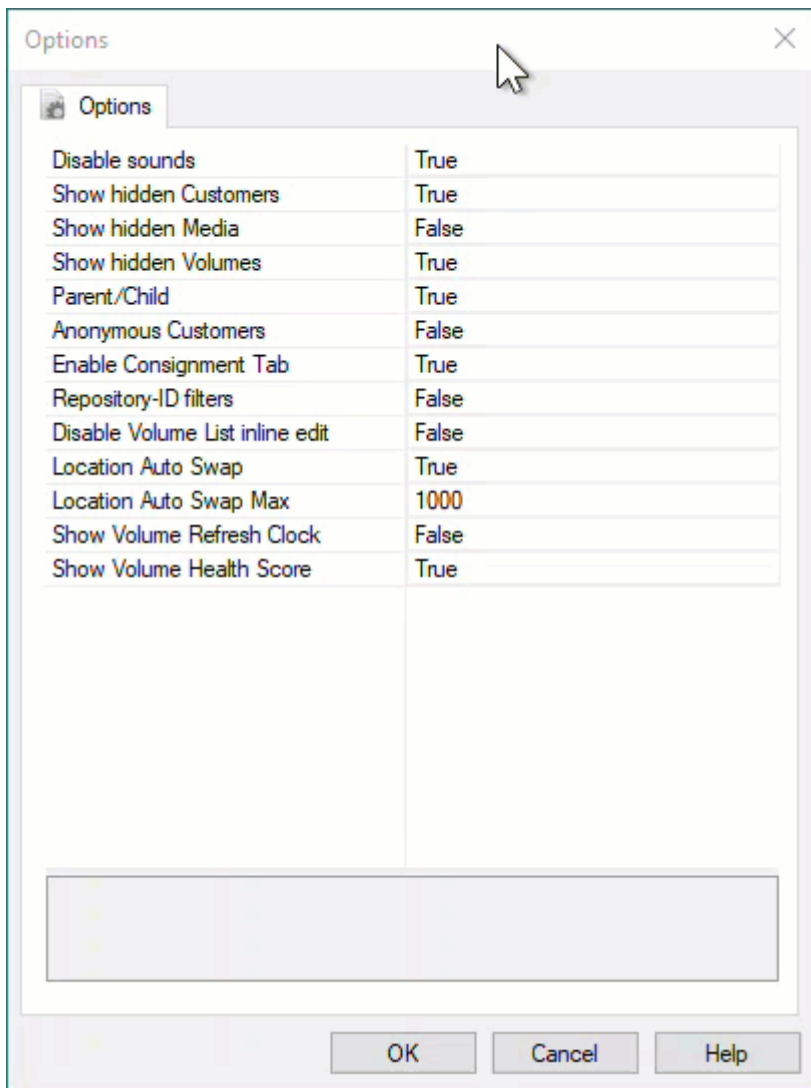 Options
Options
Disable sounds True
Show hidden Customers True
Show hidden Media False
Show hidden Volumes True
Parent/Child True
Anonymous Customers False
Enable Consignment Tab True
Repository-ID filters False
Disable Volume List inline edit False
Location Auto Swap True
Location Auto Swap Max 1000
Show Volume Refresh Clock False
Show Volume Health Score True
OK Cancel Help